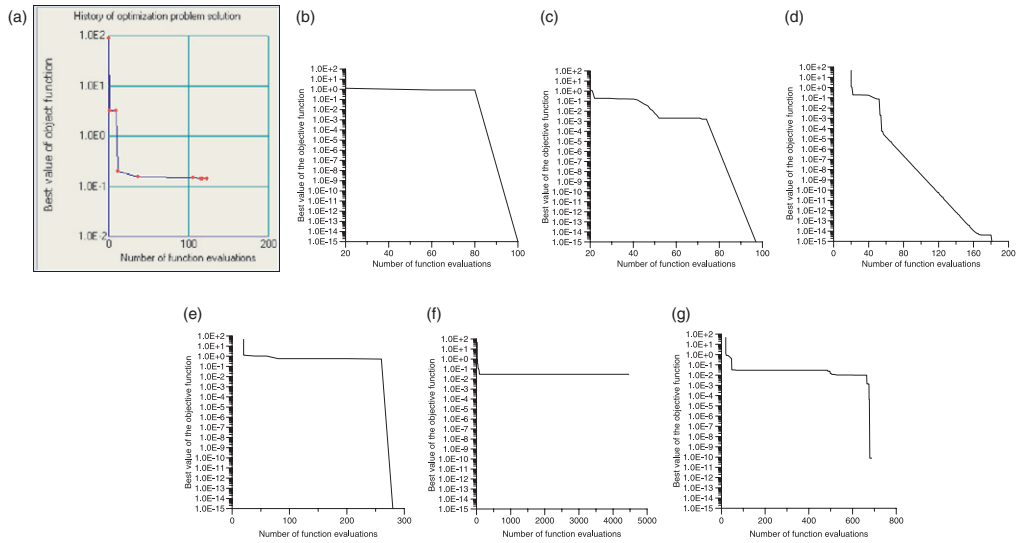 (a)
History of optimization problem solution
Best value of object function
1.0E2
1.0E1
1.0E0
1.0E-1
1.0E-2
0 100 200
Number of function evaluations
(b)
Best value of the objective function
1.0E+2
1.0E+1
1.0E+0
1.0E-1
1.0E-2
1.0E-3
1.0E-4
1.0E-5
1.0E-6
1.0E-7
1.0E-8
1.0E-9
1.0E-10
1.0E-11
1.0E-12
1.0E-13
1.0E-14
1.0E-15
20 40 60 80 100
Number of function evaluations
(c)
Best value of the objective function
1.0E+2
1.0E+1
1.0E+0
1.0E-1
1.0E-2
1.0E-3
1.0E-4
1.0E-5
1.0E-6
1.0E-7
1.0E-8
1.0E-9
1.0E-10
1.0E-11
1.0E-12
1.0E-13
1.0E-14
1.0E-15
20 40 60 80 100
Number of function evaluations
(d)
Best value of the objective function
1.0E+2
1.0E+1
1.0E+0
1.0E-1
1.0E-2
1.0E-3
1.0E-4
1.0E-5
1.0E-6
1.0E-7
1.0E-8
1.0E-9
1.0E-10
1.0E-11
1.0E-12
1.0E-13
1.0E-14
1.0E-15
0 40 80 120 160 200
Number of function evaluations
(e)
Best value of the objective function
1.0E+2
1.0E+1
1.0E+0
1.0E-1
1.0E-2
1.0E-3
1.0E-4
1.0E-5
1.0E-6
1.0E-7
1.0E-8
1.0E-9
1.0E-10
1.0E-11
1.0E-12
1.0E-13
1.0E-14
1.0E-15
0 100 200 300
Number of function evaluations
(f)
Best value of the objective function
1.0E+2
1.0E+1
1.0E+0
1.0E-1
1.0E-2
1.0E-3
1.0E-4
1.0E-5
1.0E-6
1.0E-7
1.0E-8
1.0E-9
1.0E-10
1.0E-11
1.0E-12
1.0E-13
1.0E-14
1.0E-15
0 1000 2000 3000 4000 5000
Number of function evaluations
(g)
Best value of the objective function
1.0E+2
1.0E+1
1.0E+0
1.0E-1
1.0E-2
1.0E-3
1.0E-4
1.0E-5
1.0E-6
1.0E-7
1.0E-8
1.0E-9
1.0E-10
1.0E-11
1.0E-12
1.0E-13
1.0E-14
1.0E-15
0 200 400 600 800
Number of function evaluations